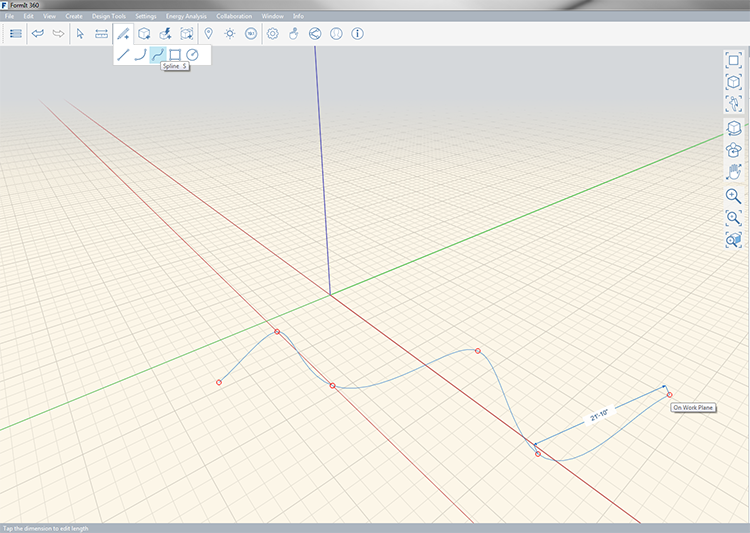 F FormIt 360
File Edit View Create Design Tools Settings Energy Analysis Collaboration Window Info
Spline S
21'-10"
On Work Plane
Tap the dimension to edit length